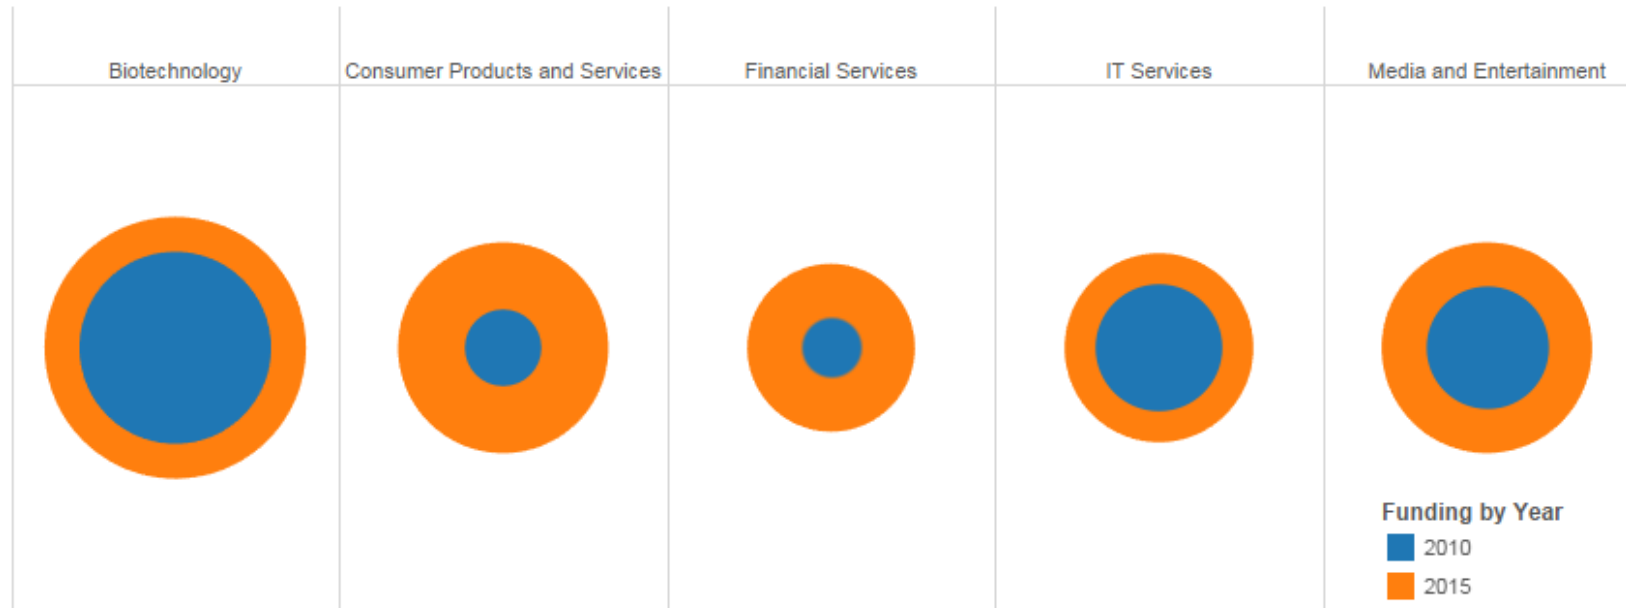 Biotechnology
Consumer Products and Services
Financial Services
IT Services
Media and Entertainment
Funding by Year
2010
2015